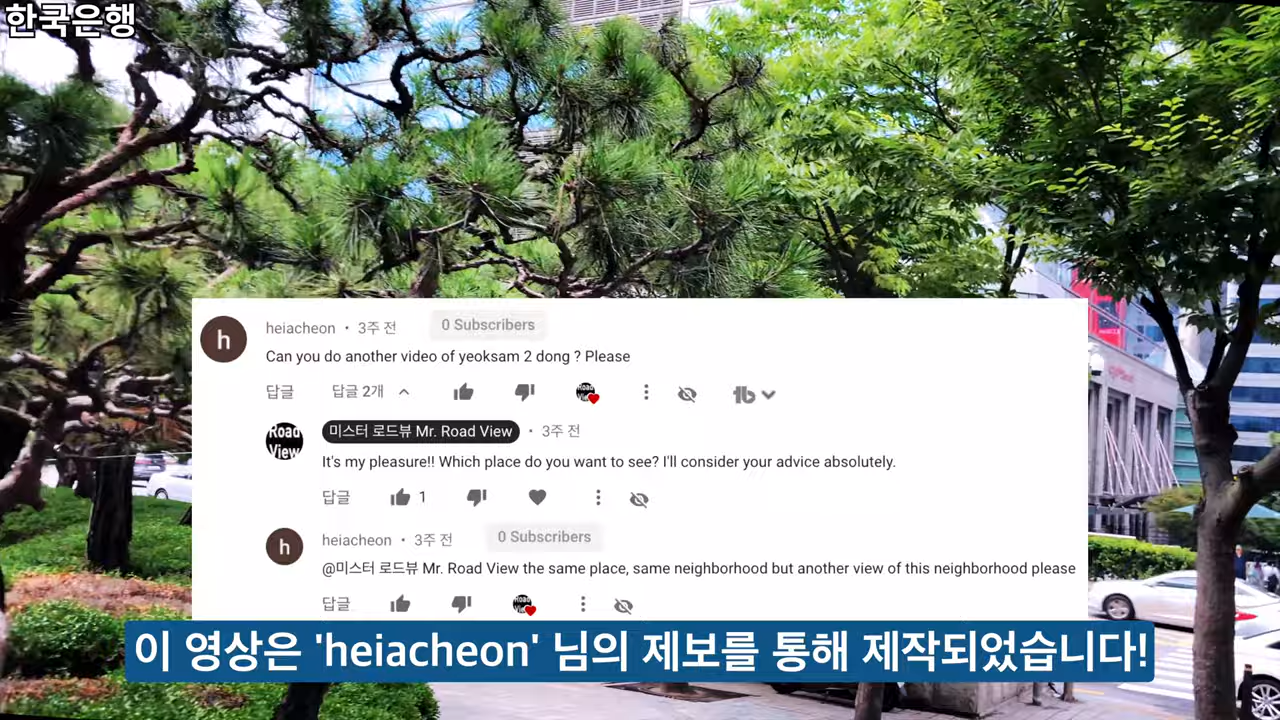 한국은행
h
heiacheon • 3주 전 0 Subscribers
Can you do another video of yeoksam 2 dong ? Please
답글 답글 2개
Road View
미스터 로드뷰 Mr. Road View • 3주 전
It's my pleasure!! Which place do you want to see? I'll consider your advice absolutely.
답글 1
h
heiacheon • 3주 전 0 Subscribers
@미스터 로드뷰 Mr. Road View the same place, same neighborhood but another view of this neighborhood please
답글
이 영상은 'heiacheon' 님의 제보를 통해 제작되었습니다!